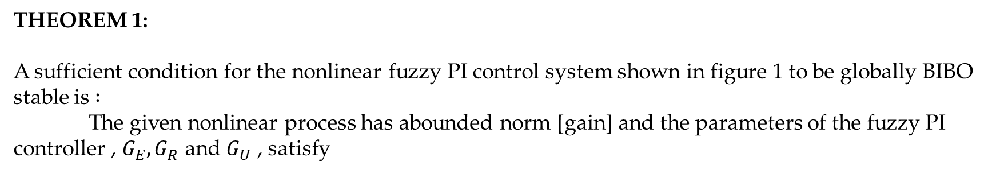 THEOREM 1:
A sufficient condition for the nonlinear fuzzy PI control system shown in figure 1 to be globally BIBO
stable is :
The given nonlinear process has abounded norm [gain] and the parameters of the fuzzy PI
controller , G_E, G_R and G_U , satisfy